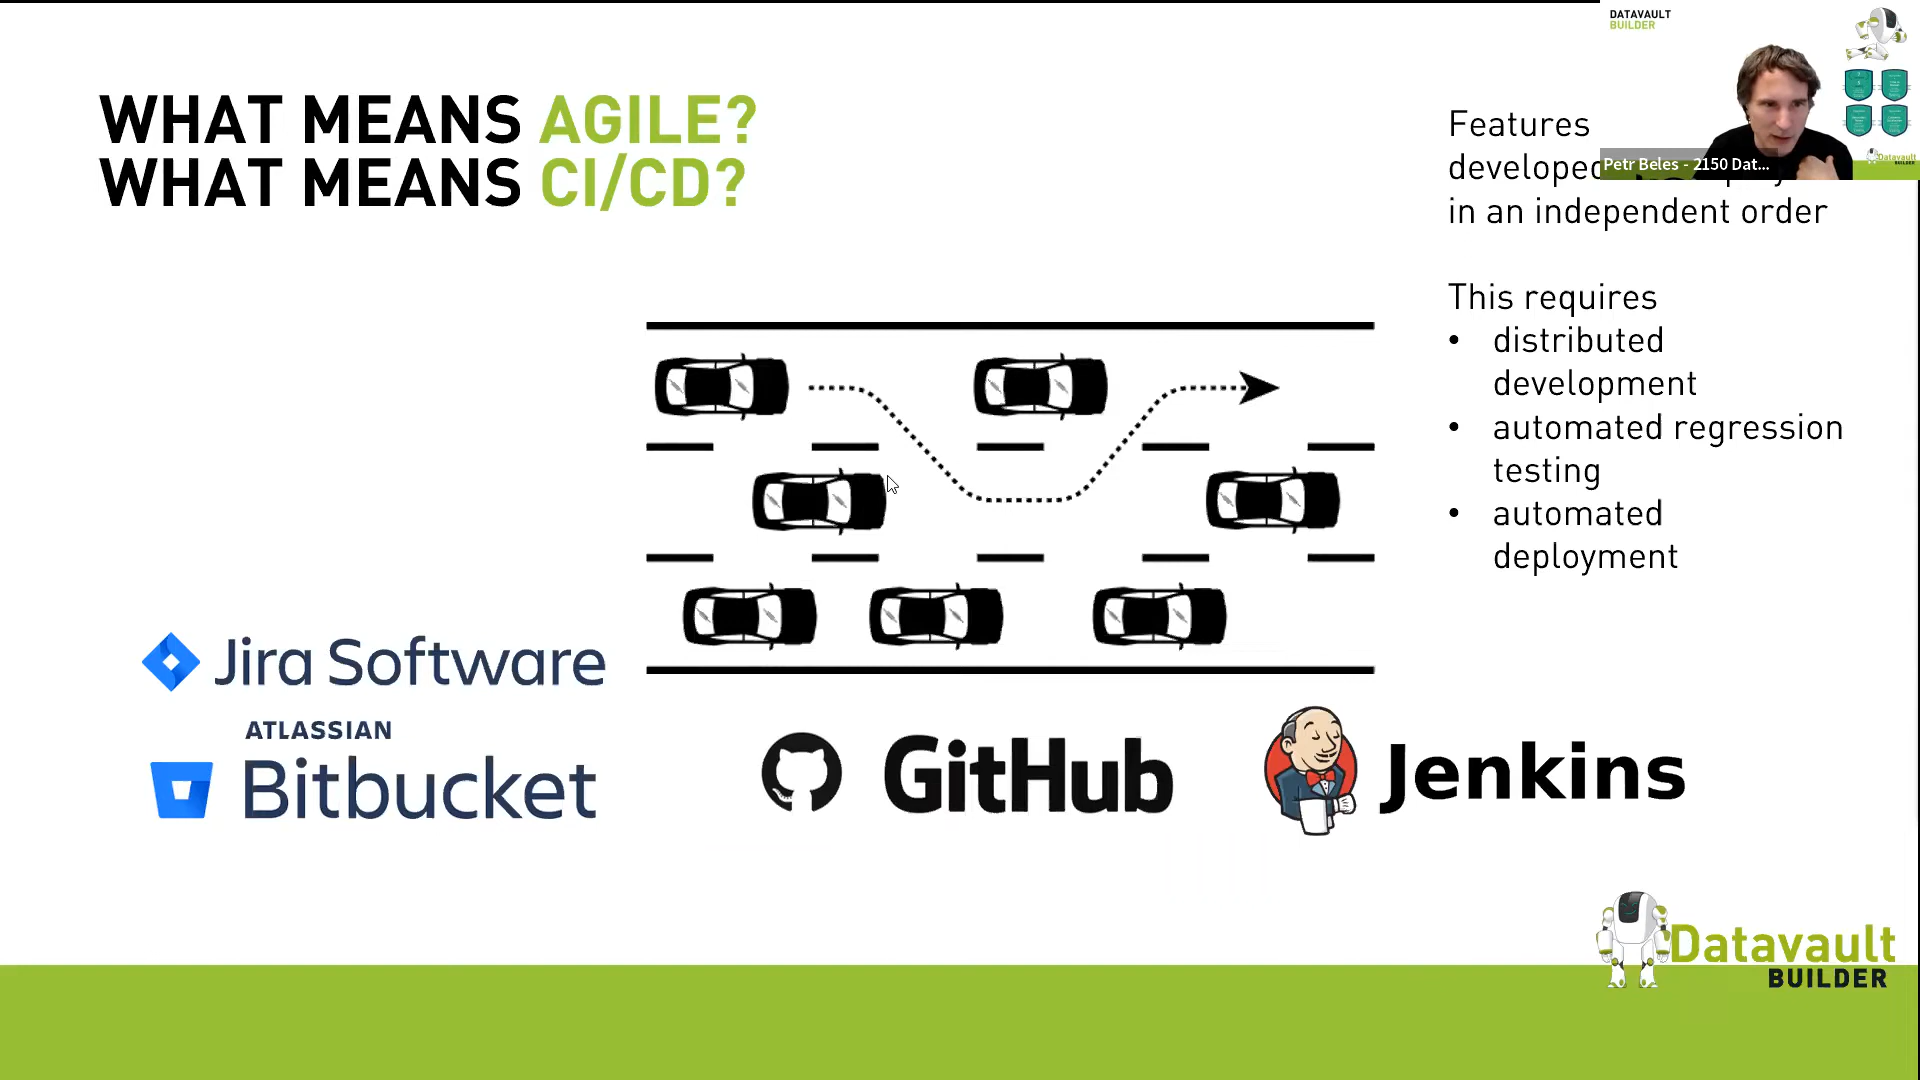 DATAVAULT
BUILDER
WHAT MEANS AGILE?
WHAT MEANS CI/CD?
Petr Beles - 2150 Dat...
Features
developed
in an independent order
This requires
• distributed
development
• automated regression
testing
• automated
deployment
Jira Software
ATLASSIAN
Bitbucket
GitHub
Jenkins
Datavault
BUILDER